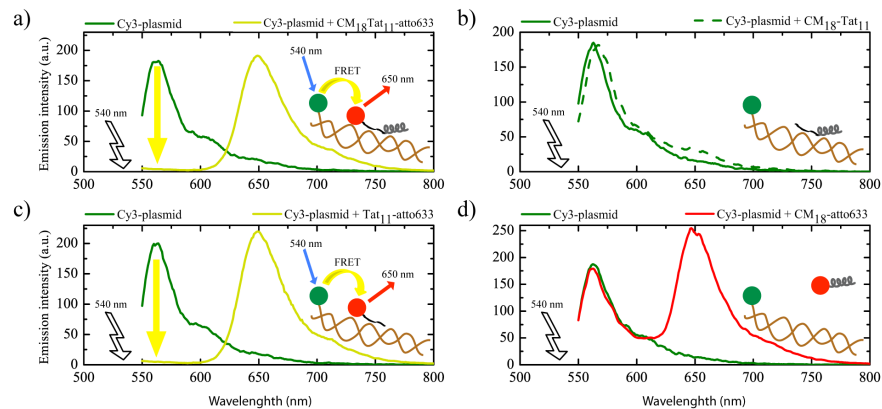 a)
Cy3-plasmid
Cy3-plasmid + CM18Tat11-atto633
Emission intensity (a.u.)
200
150
100
50
0
540 nm
540 nm
FRET
650 nm
500 550 600 650 700 750 800
b)
Cy3-plasmid
Cy3-plasmid + CM18-Tat11
200
150
100
50
0
540 nm
500 550 600 650 700 750 800
c)
Cy3-plasmid
Cy3-plasmid + Tat11-atto633
Emission intensity (a.u.)
200
150
100
50
0
540 nm
540 nm
FRET
650 nm
500 550 600 650 700 750 800
Wavelenghth (nm)
d)
Cy3-plasmid
Cy3-plasmid + CM18-atto633
250
200
150
100
50
0
540 nm
500 550 600 650 700 750 800
Wavelenghth (nm)